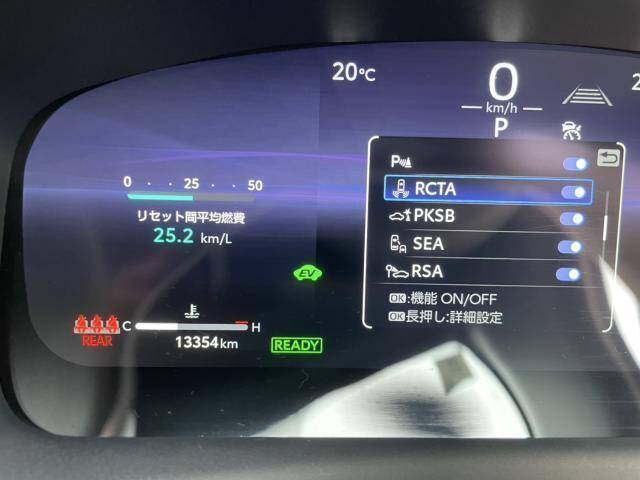 20℃
0
km/h
P
2
P
RCTA
PKSB
SEA
RSA
OK:機能 ON/OFF
OK長押し:詳細設定
0 ・ ・ 25 ・ ・ 50
リセット間平均燃費
25.2 km/L
EV
C H
REAR
13354km
READY